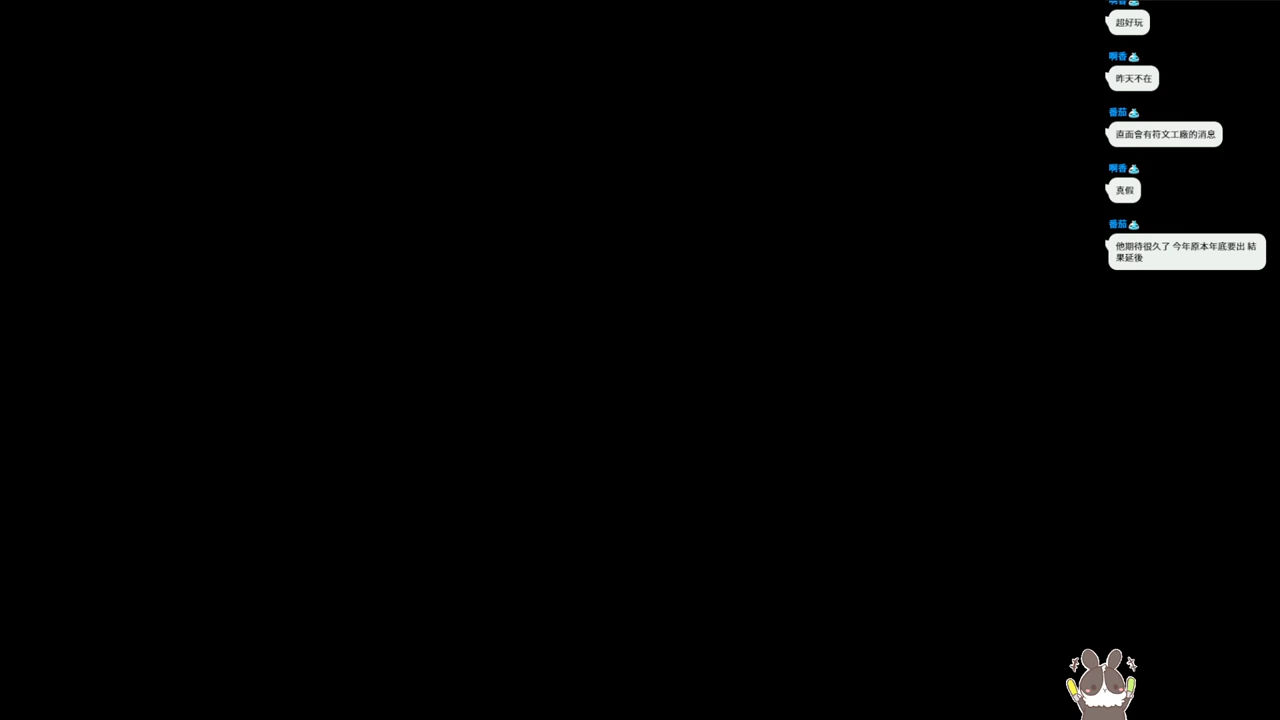 啊香
超好玩
啊香
昨天不在
番茄
直面會有符文工廠的消息
啊香
真假
番茄
他期待很久了 今年原本年底要出 結
果延後